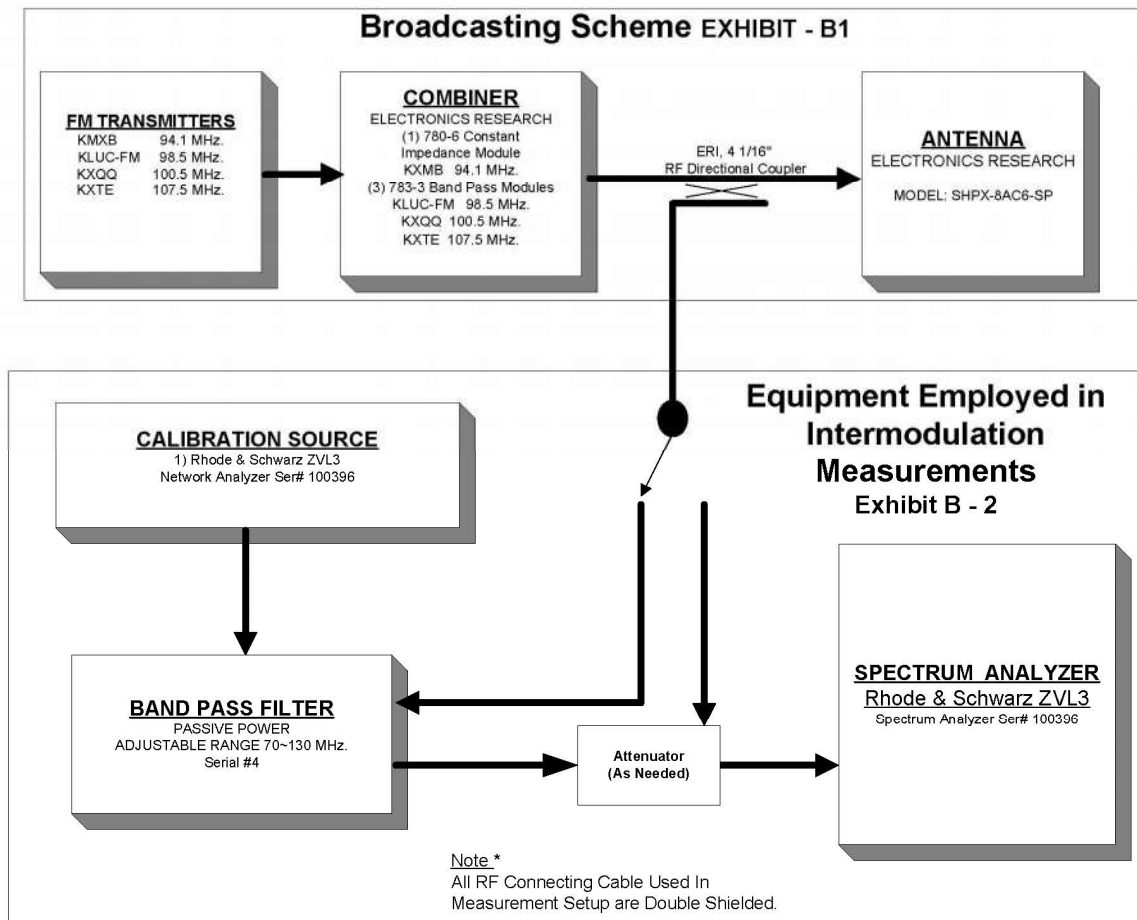 Broadcasting Scheme EXHIBIT - B1
FM TRANSMITTERS
KMXB 94.1 MHz.
KLUC-FM 98.5 MHz.
KXQQ 100.5 MHz.
KXTE 107.5 MHz.
COMBINER
ELECTRONICS RESEARCH
(1) 780-6 Constant
Impedance Module
KXMB 94.1 MHz.
(3) 783-3 Band Pass Modules
KLUC-FM 98.5 MHz.
KXQQ 100.5 MHz.
KXTE 107.5 MHz.
ERI, 4 1/16"
RF Directional Coupler
ANTENNA
ELECTRONICS RESEARCH
MODEL: SHPX-8AC6-SP
Equipment Employed in
Intermodulation
Measurements
Exhibit B - 2
CALIBRATION SOURCE
1) Rhode & Schwarz ZVL3
Network Analyzer Ser# 100396
BAND PASS FILTER
PASSIVE POWER
ADJUSTABLE RANGE 70~130 MHz.
Serial #4
Attenuator
(As Needed)
SPECTRUM ANALYZER
Rhode & Schwarz ZVL3
Spectrum Analyzer Ser# 100396
Note *
All RF Connecting Cable Used In
Measurement Setup are Double Shielded.